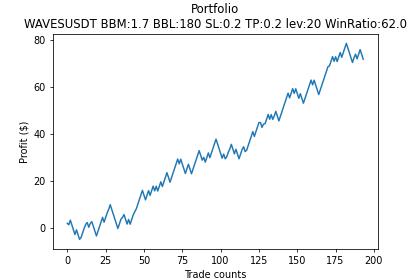 Portfolio
WAVESUSDT BBM:1.7 BBL:180 SL:0.2 TP:0.2 lev:20 WinRatio:62.0
80
60
40
20
0
Profit ($)
0 25 50 75 100 125 150 175 200
Trade counts